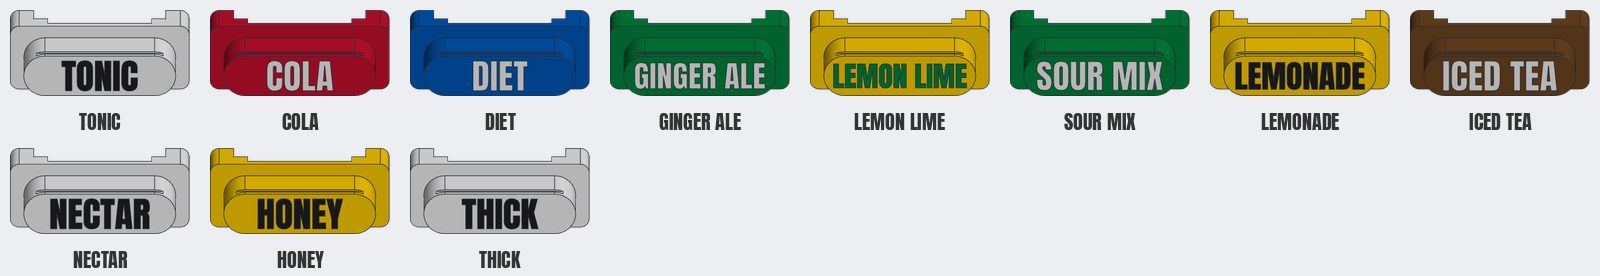 TONIC COLA DIET GINGER ALE LEMON LIME SOUR MIX LEMONADE ICED TEA
TONIC COLA DIET GINGER ALE LEMON LIME SOUR MIX LEMONADE ICED TEA
NECTAR HONEY THICK
NECTAR HONEY THICK